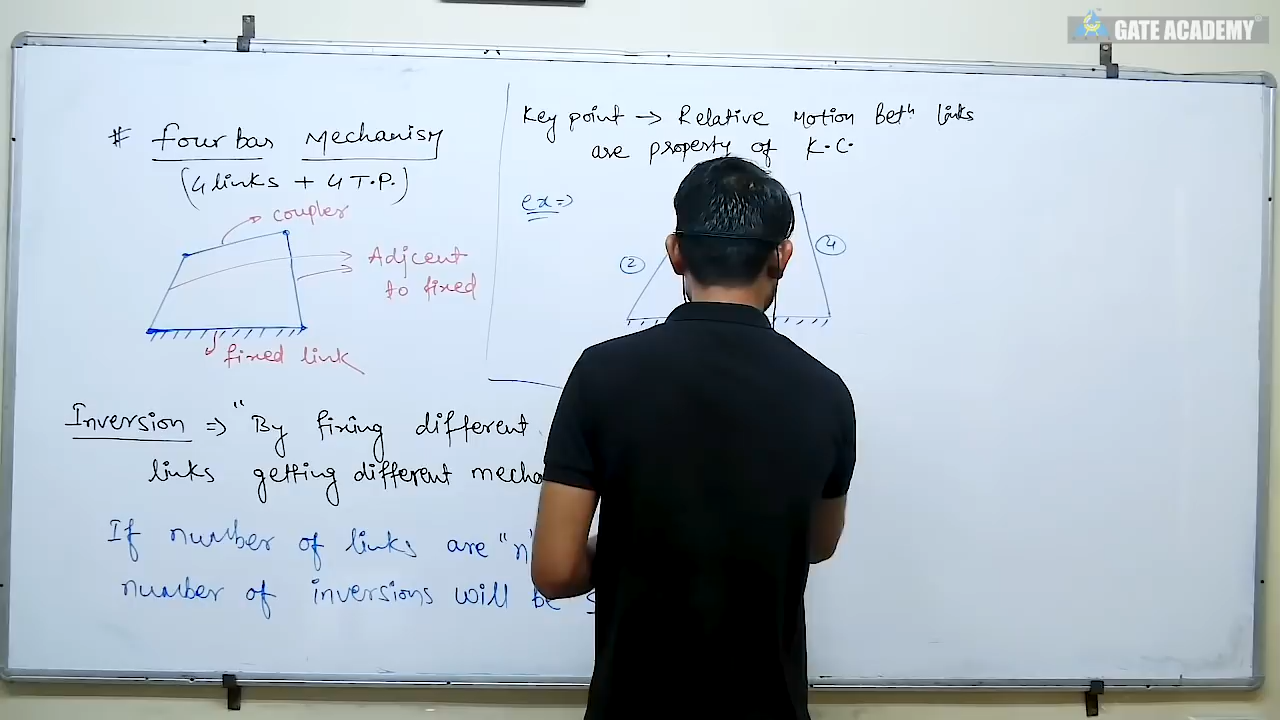 GATE ACADEMY
# four bar Mechanism
(4 links + 4 T.P.)
coupler
Adjcent
to fixed
fixed link
Inversion => "By fixing different
links getting different
If number of links are "n"
number of inversions will be
Key point → Relative Motion Betⁿ links
are property of K.C.
ex =>
2
4